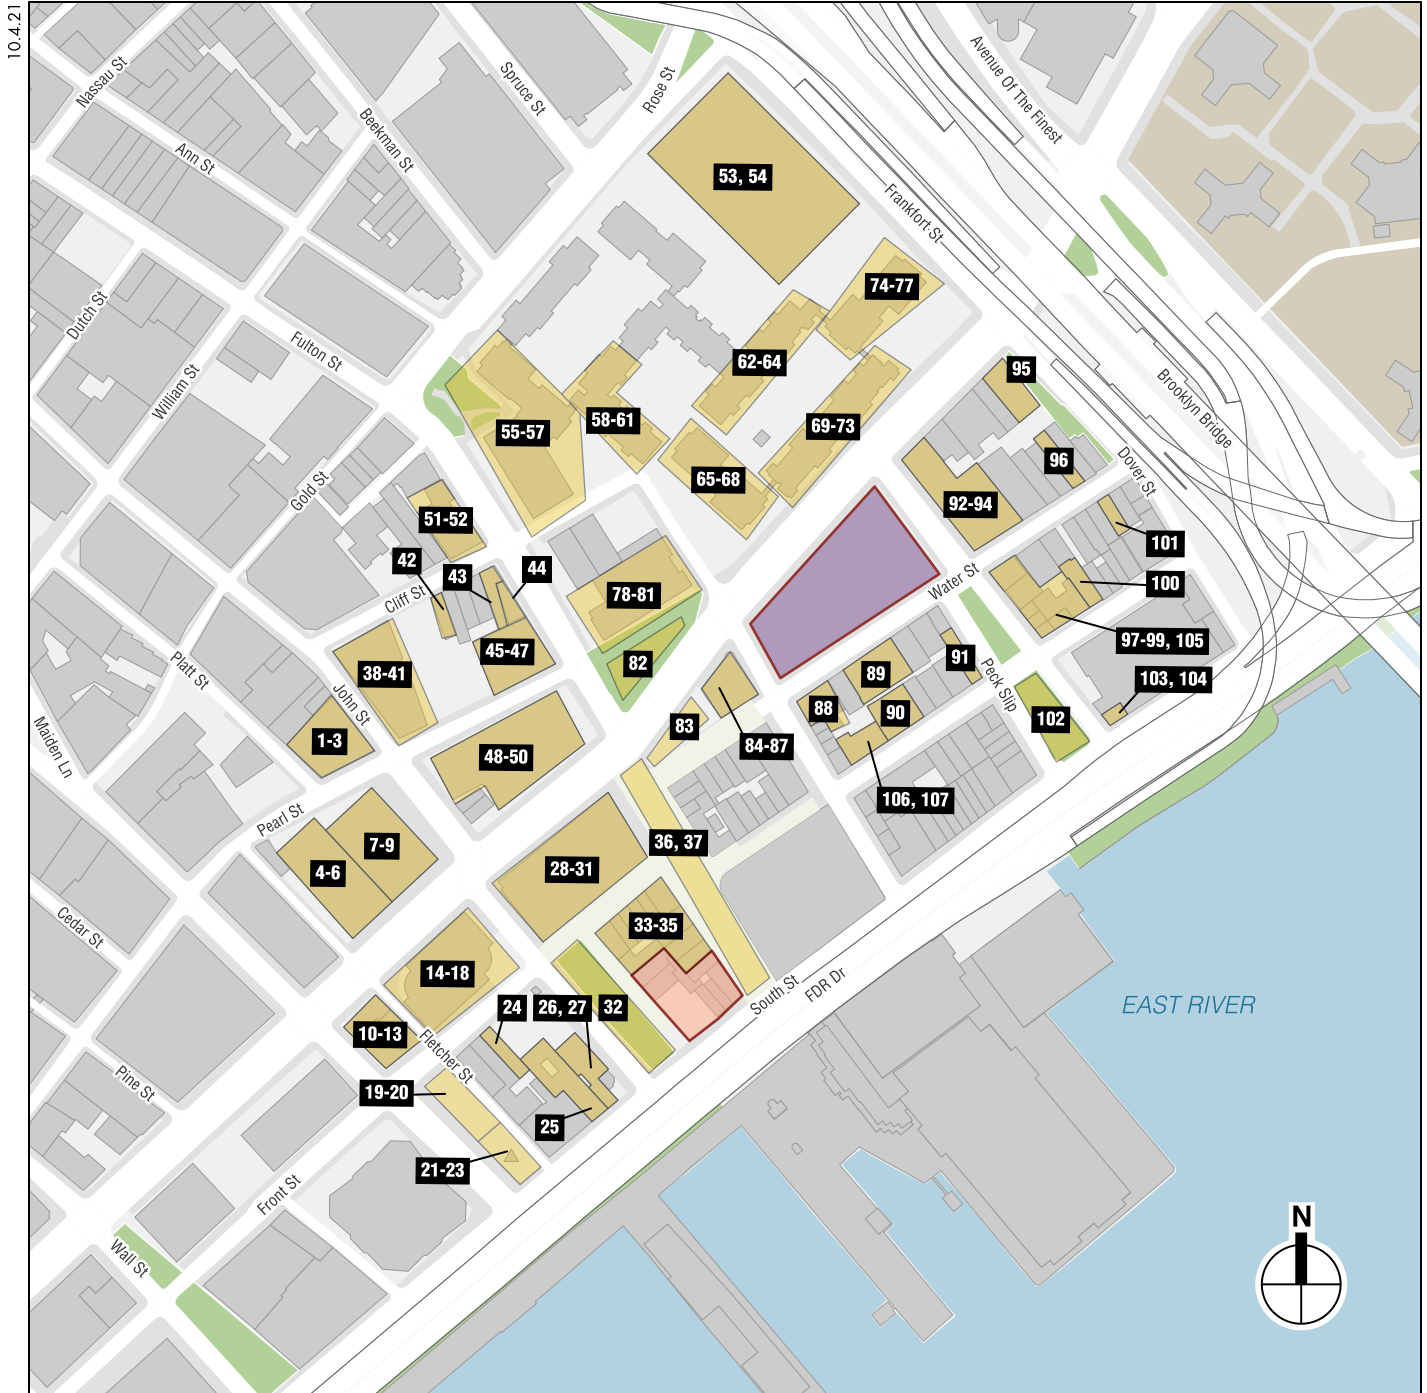 10.4.21
Nassau St
Ann St
Beekman St
Spruce St
Rose St
Avenue Of The Finest
53, 54
Frankfort St
74-77
Dutch St
William St
Fulton St
62-64
58-61
55-57
69-73
65-68
95
Brooklyn Bridge
96
Dover St
92-94
101
100
97-99, 105
Gold St
51-52
42
43
44
Cliff St
78-81
Water St
82
45-47
38-41
Platt St
John St
1-3
Maiden Ln
48-50
83
84-87
88
89
90
91
Peck Slip
103, 104
102
106, 107
Pearl St
7-9
4-6
28-31
36, 37
33-35
Cedar St
14-18
24
26, 27
32
South St
FDR Dr
EAST RIVER
10-13
Fletcher St
19-20
25
21-23
Pine St
Front St
Wall St
N